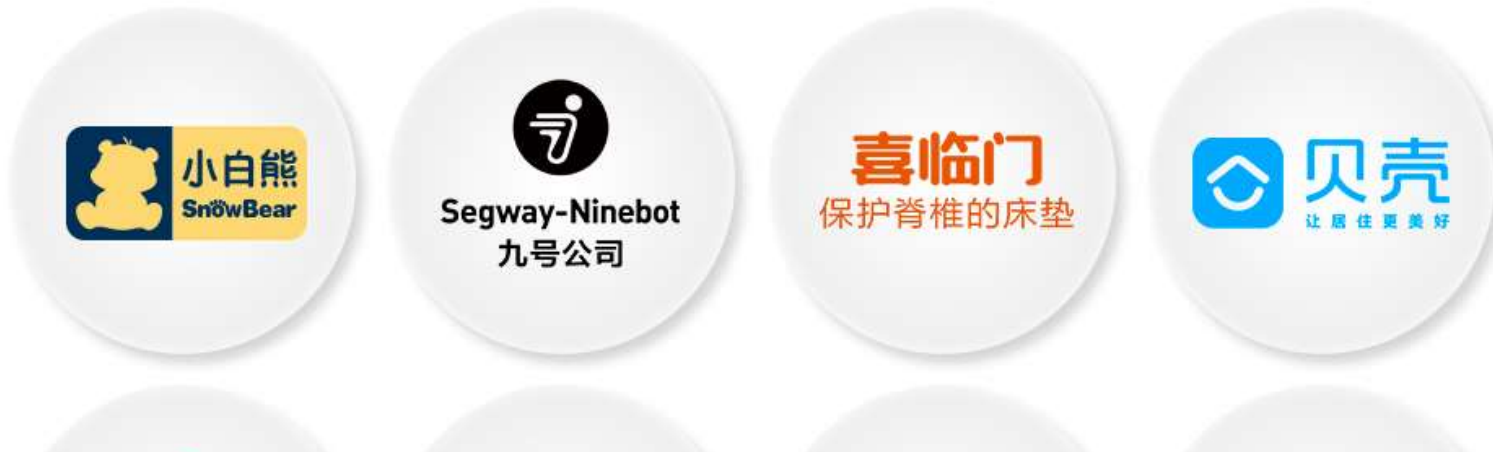 小白熊
SnowBear
Segway-Ninebot
九号公司
喜临门
保护脊椎的床垫
贝壳
让居住更美好